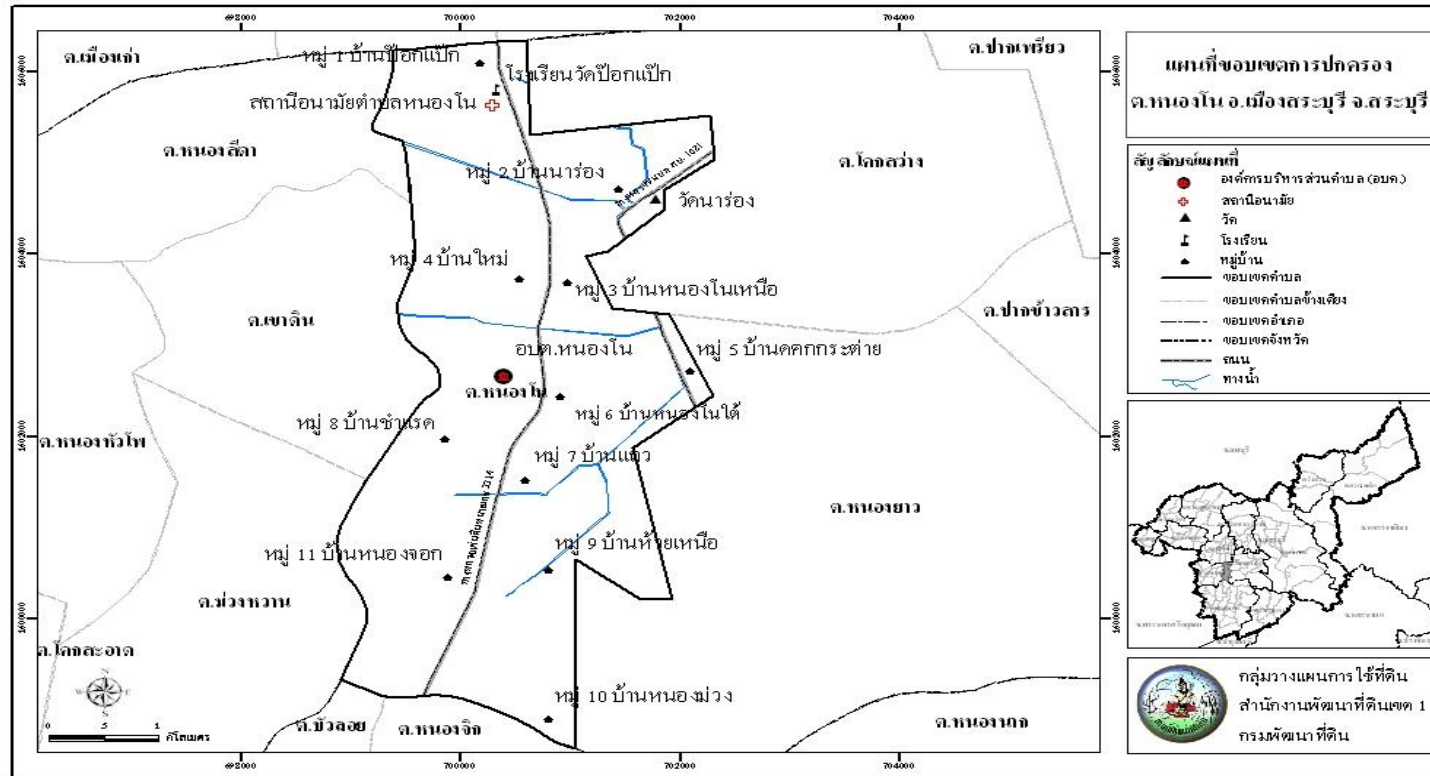 698000 700000 702000 704000
แผนที่ขอบเขตการปกครอง
ต.หนองโน อ.เมืองสระบุรี จ.สระบุรี
ต.เมืองเก่า
หมู่ 1 บ้านป๊อกแป๊ก
ต.ปากเพรียว
โรงเรียนวัดป๊อกแป๊ก
สถานีอนามัยตำบลหนองโน
ต.หนองสีดา
ต.โคกสว่าง
หมู่ 2 บ้านนาร่อง
วัดนาร่อง
1604000
1604000
หมู่ 4 บ้านใหม่
หมู่ 3 บ้านหนองโนเหนือ
ต.เขาดิน
ต.ปากข้าวสาร
อบต.หนองโน
หมู่ 5 บ้านดคกกระต่าย
ต.หนองโน
หมู่ 6 บ้านหนองโนใต้
หมู่ 8 บ้านชำแรด
1602000
1602000
ต.หนองหัวโพ
หมู่ 7 บ้านแถว
ต.หนองยาว
หมู่ 9 บ้านห้วยเหนือ
หมู่ 11 บ้านหนองจอก
ต.ม่วงหวาน
1600000
1600000
ต.โคกสะอาด
N
W E
S
หมู่ 10 บ้านหนองม่วง
ต.บัวลอย
ต.หนองจิก
ต.หนองนาก
1 .5 0 1
กิโลเมตร
698000 700000 702000 704000
สัญลักษณ์แผนที่
องค์การบริหารส่วนตำบล (อบต.)
สถานีอนามัย
วัด
โรงเรียน
หมู่บ้าน
ขอบเขตตำบล
ขอบเขตตำบลข้างเคียง
ขอบเขตอำเภอ
ขอบเขตจังหวัด
ถนน
ทางน้ำ
กลุ่มวางแผนการใช้ที่ดิน
สำนักงานพัฒนาที่ดินเขต 1
กรมพัฒนาที่ดิน